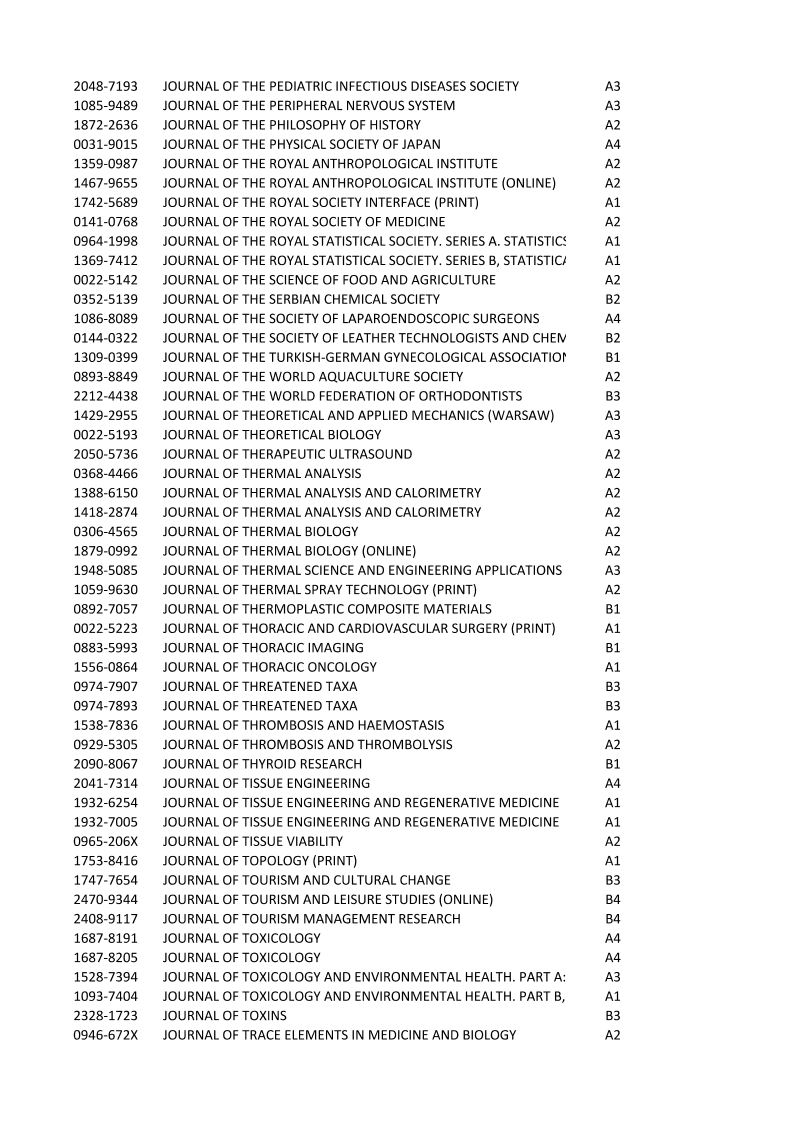 2048-7193 JOURNAL OF THE PEDIATRIC INFECTIOUS DISEASES SOCIETY A3
1085-9489 JOURNAL OF THE PERIPHERAL NERVOUS SYSTEM A3
1872-2636 JOURNAL OF THE PHILOSOPHY OF HISTORY A2
0031-9015 JOURNAL OF THE PHYSICAL SOCIETY OF JAPAN A4
1359-0987 JOURNAL OF THE ROYAL ANTHROPOLOGICAL INSTITUTE A2
1467-9655 JOURNAL OF THE ROYAL ANTHROPOLOGICAL INSTITUTE (ONLINE) A2
1742-5689 JOURNAL OF THE ROYAL SOCIETY INTERFACE (PRINT) A1
0141-0768 JOURNAL OF THE ROYAL SOCIETY OF MEDICINE A2
0964-1998 JOURNAL OF THE ROYAL STATISTICAL SOCIETY. SERIES A. STATISTICS A1
1369-7412 JOURNAL OF THE ROYAL STATISTICAL SOCIETY. SERIES B, STATISTICA A1
0022-5142 JOURNAL OF THE SCIENCE OF FOOD AND AGRICULTURE A2
0352-5139 JOURNAL OF THE SERBIAN CHEMICAL SOCIETY B2
1086-8089 JOURNAL OF THE SOCIETY OF LAPAROENDOSCOPIC SURGEONS A4
0144-0322 JOURNAL OF THE SOCIETY OF LEATHER TECHNOLOGISTS AND CHEM B2
1309-0399 JOURNAL OF THE TURKISH-GERMAN GYNECOLOGICAL ASSOCIATION B1
0893-8849 JOURNAL OF THE WORLD AQUACULTURE SOCIETY A2
2212-4438 JOURNAL OF THE WORLD FEDERATION OF ORTHODONTISTS B3
1429-2955 JOURNAL OF THEORETICAL AND APPLIED MECHANICS (WARSAW) A3
0022-5193 JOURNAL OF THEORETICAL BIOLOGY A3
2050-5736 JOURNAL OF THERAPEUTIC ULTRASOUND A2
0368-4466 JOURNAL OF THERMAL ANALYSIS A2
1388-6150 JOURNAL OF THERMAL ANALYSIS AND CALORIMETRY A2
1418-2874 JOURNAL OF THERMAL ANALYSIS AND CALORIMETRY A2
0306-4565 JOURNAL OF THERMAL BIOLOGY A2
1879-0992 JOURNAL OF THERMAL BIOLOGY (ONLINE) A2
1948-5085 JOURNAL OF THERMAL SCIENCE AND ENGINEERING APPLICATIONS A3
1059-9630 JOURNAL OF THERMAL SPRAY TECHNOLOGY (PRINT) A2
0892-7057 JOURNAL OF THERMOPLASTIC COMPOSITE MATERIALS B1
0022-5223 JOURNAL OF THORACIC AND CARDIOVASCULAR SURGERY (PRINT) A1
0883-5993 JOURNAL OF THORACIC IMAGING B1
1556-0864 JOURNAL OF THORACIC ONCOLOGY A1
0974-7907 JOURNAL OF THREATENED TAXA B3
0974-7893 JOURNAL OF THREATENED TAXA B3
1538-7836 JOURNAL OF THROMBOSIS AND HAEMOSTASIS A1
0929-5305 JOURNAL OF THROMBOSIS AND THROMBOLYSIS A2
2090-8067 JOURNAL OF THYROID RESEARCH B1
2041-7314 JOURNAL OF TISSUE ENGINEERING A4
1932-6254 JOURNAL OF TISSUE ENGINEERING AND REGENERATIVE MEDICINE A1
1932-7005 JOURNAL OF TISSUE ENGINEERING AND REGENERATIVE MEDICINE A1
0965-206X JOURNAL OF TISSUE VIABILITY A2
1753-8416 JOURNAL OF TOPOLOGY (PRINT) A1
1747-7654 JOURNAL OF TOURISM AND CULTURAL CHANGE B3
2470-9344 JOURNAL OF TOURISM AND LEISURE STUDIES (ONLINE) B4
2408-9117 JOURNAL OF TOURISM MANAGEMENT RESEARCH B4
1687-8191 JOURNAL OF TOXICOLOGY A4
1687-8205 JOURNAL OF TOXICOLOGY A4
1528-7394 JOURNAL OF TOXICOLOGY AND ENVIRONMENTAL HEALTH. PART A: A3
1093-7404 JOURNAL OF TOXICOLOGY AND ENVIRONMENTAL HEALTH. PART B, A1
2328-1723 JOURNAL OF TOXINS B3
0946-672X JOURNAL OF TRACE ELEMENTS IN MEDICINE AND BIOLOGY A2